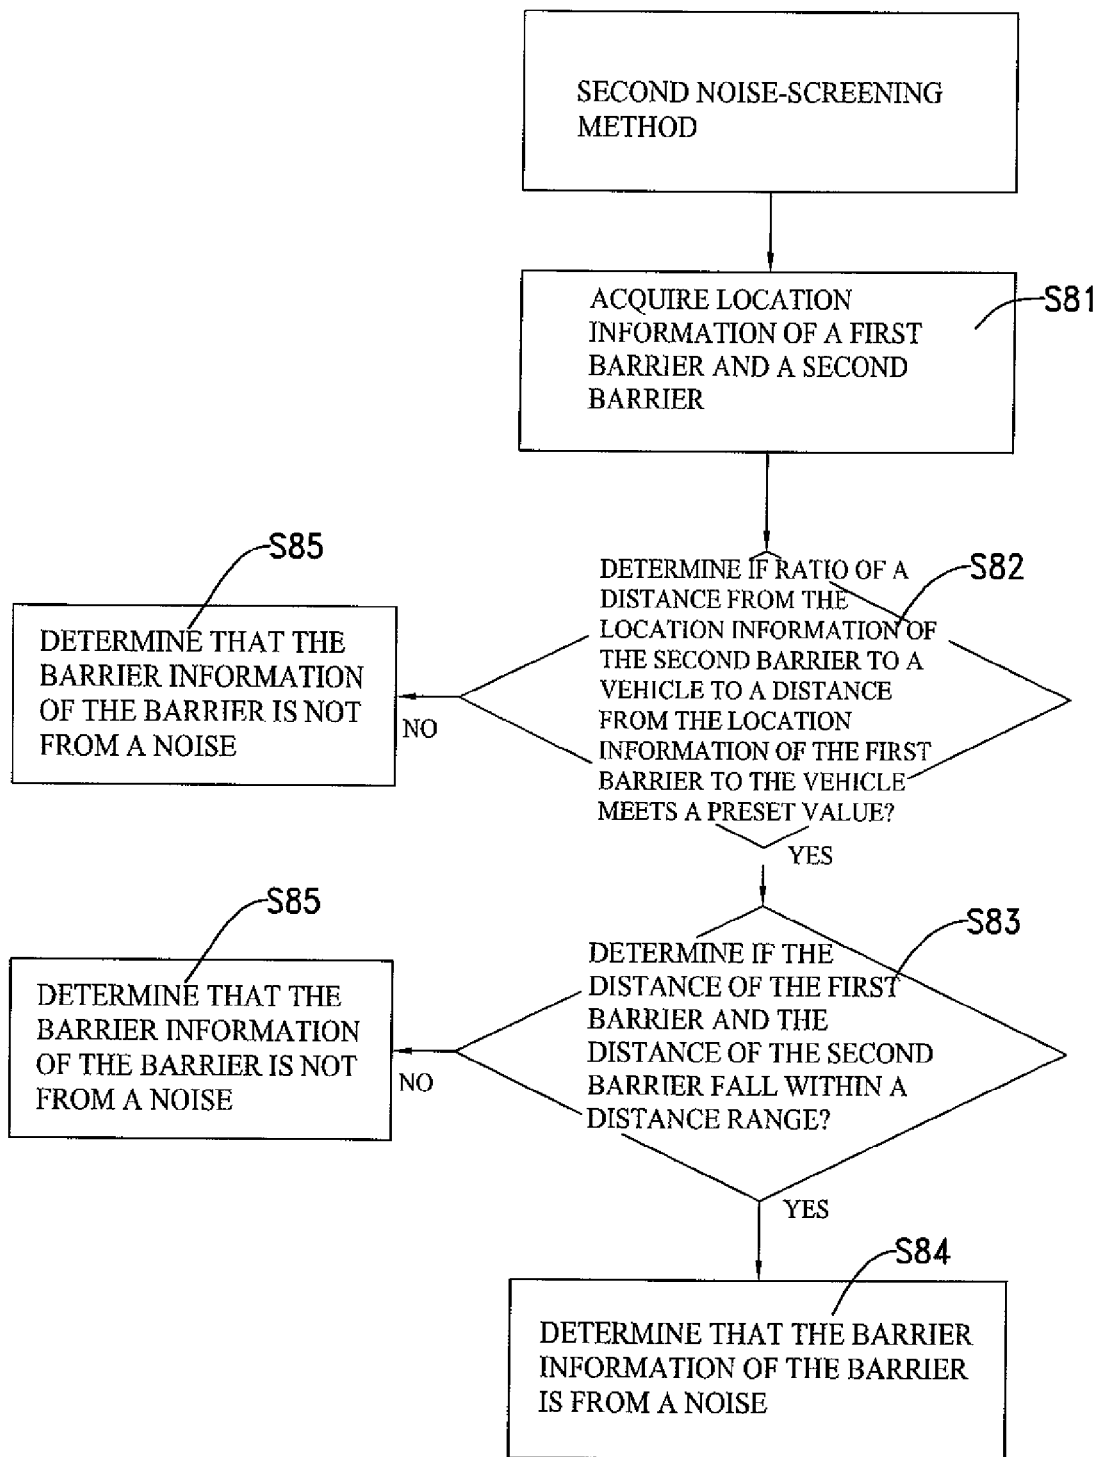 SECOND NOISE-SCREENING
METHOD
ACQUIRE LOCATION
INFORMATION OF A FIRST
BARRIER AND A SECOND
BARRIER
S81
S85
DETERMINE THAT THE
BARRIER INFORMATION
OF THE BARRIER IS NOT
FROM A NOISE
NO
S82
DETERMINE IF RATIO OF A
DISTANCE FROM THE
LOCATION INFORMATION OF
THE SECOND BARRIER TO A
VEHICLE TO A DISTANCE
FROM THE LOCATION
INFORMATION OF THE FIRST
BARRIER TO THE VEHICLE
MEETS A PRESET VALUE?
YES
S85
DETERMINE THAT THE
BARRIER INFORMATION
OF THE BARRIER IS NOT
FROM A NOISE
NO
S83
DETERMINE IF THE
DISTANCE OF THE FIRST
BARRIER AND THE
DISTANCE OF THE SECOND
BARRIER FALL WITHIN A
DISTANCE RANGE?
YES
S84
DETERMINE THAT THE BARRIER
INFORMATION OF THE BARRIER
IS FROM A NOISE